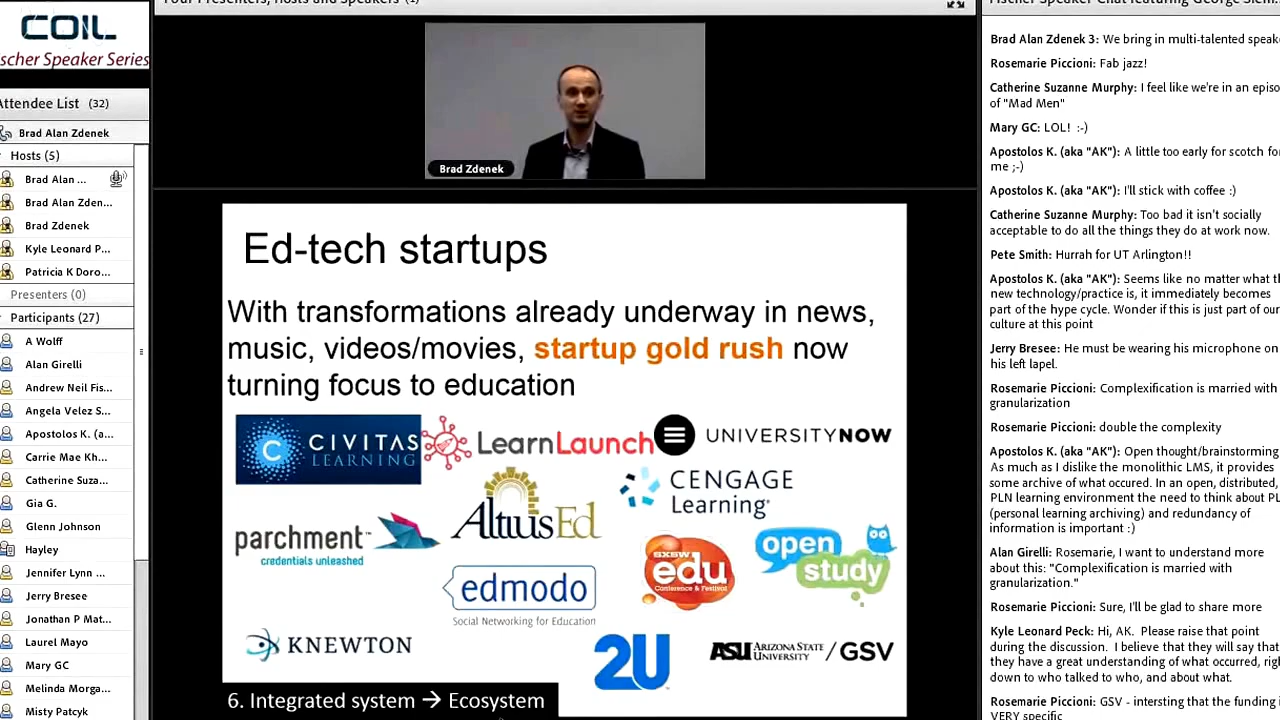 COIL
scher Speaker Series
Attendee List (32)
Brad Alan Zdenek
Hosts (5)
Brad Alan ...
Brad Alan Zden...
Brad Zdenek
Kyle Leonard P...
Patricia K Doro...
Presenters (0)
Participants (27)
A Wolff
Alan Girelli
Andrew Neil Fis...
Angela Velez S...
Apostolos K. (a...
Carrie Mae Kh...
Catherine Suza...
Gia G.
Glenn Johnson
Hayley
Jennifer Lynn ...
Jerry Bresee
Jonathan P Mat...
Laurel Mayo
Mary GC
Melinda Morga...
Misty Patcyk
Your Presenters, Hosts and Speakers (1)
Brad Zdenek
Ed-tech startups
With transformations already underway in news,
music, videos/movies, startup gold rush now
turning focus to education
CIVITAS
LEARNING
LearnLaunch
UNIVERSITYNOW
CENGAGE
Learning
AltiusEd
parchment
credentials unleashed
SXSW
edu
Conference & Festival
open
study
edmodo
Social Networking for Education
KNEWTON
2U
ASU ARIZONA STATE
UNIVERSITY / GSV
6. Integrated system → Ecosystem
Fischer Speaker Chat featuring George Siem...
Brad Alan Zdenek 3: We bring in multi-talented speake
Rosemarie Piccioni: Fab jazz!
Catherine Suzanne Murphy: I feel like we're in an episo
of "Mad Men"
Mary GC: LOL! :-)
Apostolos K. (aka "AK"): A little too early for scotch for
me ;-)
Apostolos K. (aka "AK"): I'll stick with coffee :)
Catherine Suzanne Murphy: Too bad it isn't socially
acceptable to do all the things they do at work now.
Pete Smith: Hurrah for UT Arlington!!
Apostolos K. (aka "AK"): Seems like no matter what th
new technology/practice is, it immediately becomes
part of the hype cycle. Wonder if this is just part of our
culture at this point
Jerry Bresee: He must be wearing his microphone on
his left lapel.
Rosemarie Piccioni: Complexification is married with
granularization
Rosemarie Piccioni: double the complexity
Apostolos K. (aka "AK"): Open thought/brainstorming
As much as I dislike the monolithic LMS, it provides
some archive of what occured. In an open, distributed,
PLN learning environment the need to think about PL
(personal learning archiving) and redundancy of
information is important :)
Alan Girelli: Rosemarie, I want to understand more
about this: "Complexification is married with
granularization."
Rosemarie Piccioni: Sure, I'll be glad to share more
Kyle Leonard Peck: Hi, AK. Please raise that point
during the discussion. I believe that they will say that
they have a great understanding of what occurred, righ
down to who talked to who, and about what.
Rosemarie Piccioni: GSV - intersting that the funding i
VERY specific